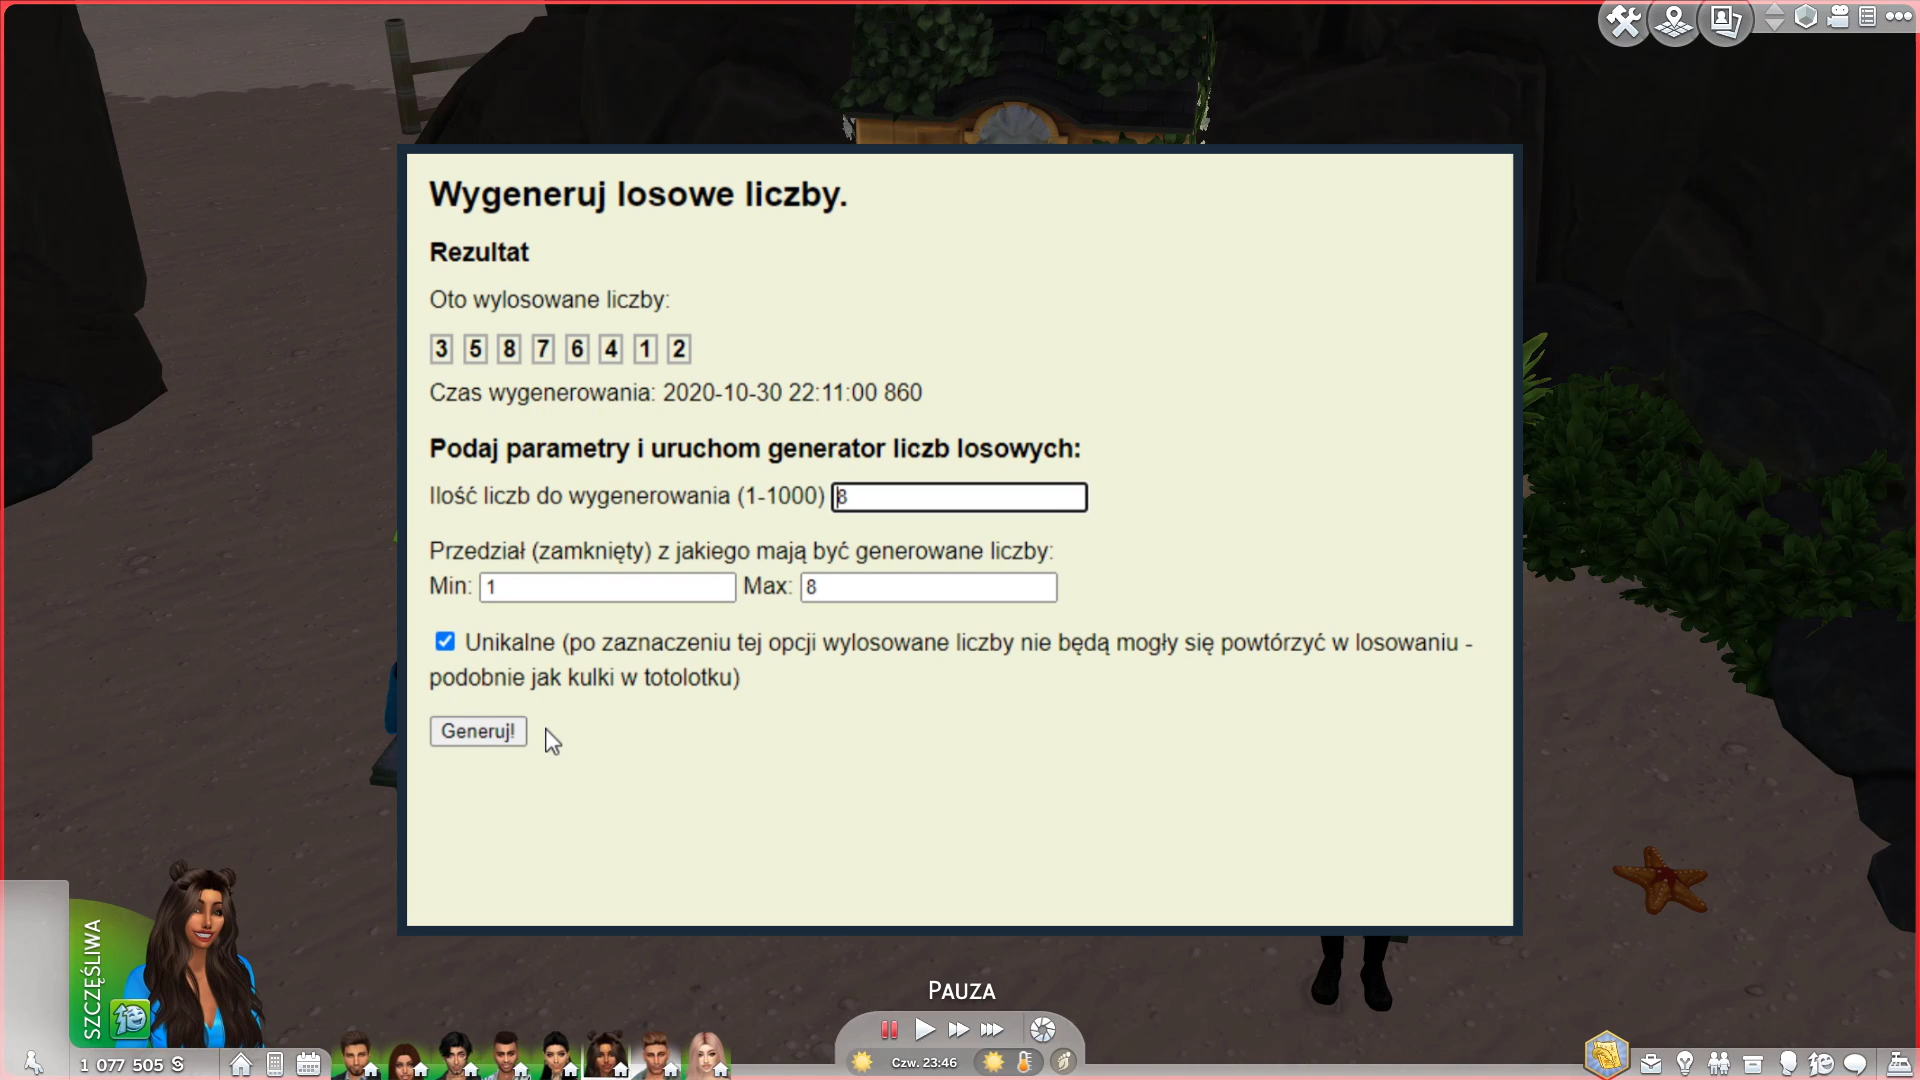 Wygeneruj losowe liczby.
Rezultat
Oto wylosowane liczby:
3 5 8 7 6 4 1 2
Czas wygenerowania: 2020-10-30 22:11:00 860
Podaj parametry i uruchom generator liczb losowych:
Ilość liczb do wygenerowania (1-1000) 8
Przedział (zamknięty) z jakiego mają być generowane liczby:
Min: 1 Max: 8
Unikalne (po zaznaczeniu tej opcji wylosowane liczby nie będą mogły się powtórzyć w losowaniu -
podobnie jak kulki w totolotku)
Generuj!
SZCZĘŚLIWA
PAUZA
1 077 505 §
Czw. 23:46